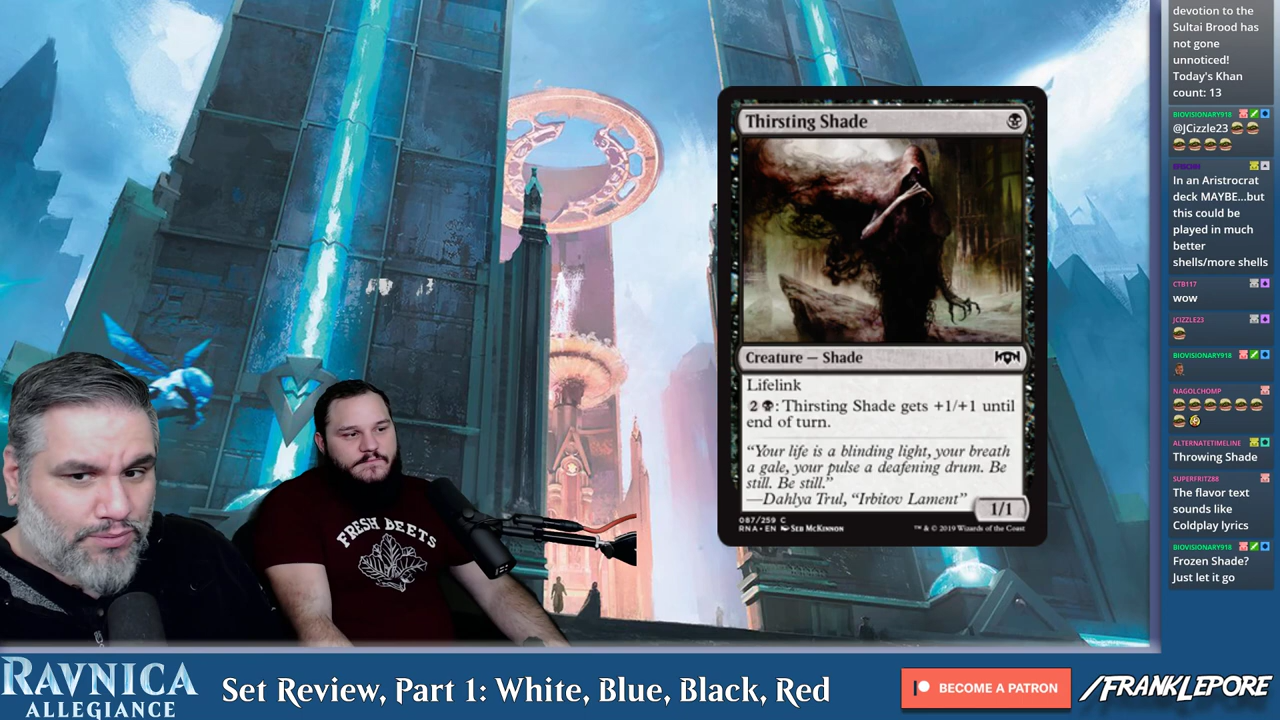 Thirsting Shade
Creature — Shade
Lifelink
2 : Thirsting Shade gets +1/+1 until
end of turn.
“Your life is a blinding light, your breath
a gale, your pulse a deafening drum. Be
still. Be still.”
—Dahlya Trul, “Irbitov Lament”
1/1
087/259 C
RNA • EN SEB MCKINNON
™ & © 2019 Wizards of the Coast
FRESH BEETS
devotion to the
Sultai Brood has
not gone
unnoticed!
Today's Khan
count: 13
BIOVISIONARY918
@JCizzle23
In an Aristocrat
deck MAYBE...but
this could be
played in much
better
shells/more shells
CTB117
wow
JCIZZLE23
BIOVISIONARY918
NAGOLCHOMP
ALTERNATETIMELINE
Throwing Shade
SUPERFRITZ88
The flavor text
sounds like
Coldplay lyrics
BIOVISIONARY918
Frozen Shade?
Just let it go
RAVNICA
ALLEGIANCE
Set Review, Part 1: White, Blue, Black, Red
BECOME A PATRON
/FRANKLEPORE